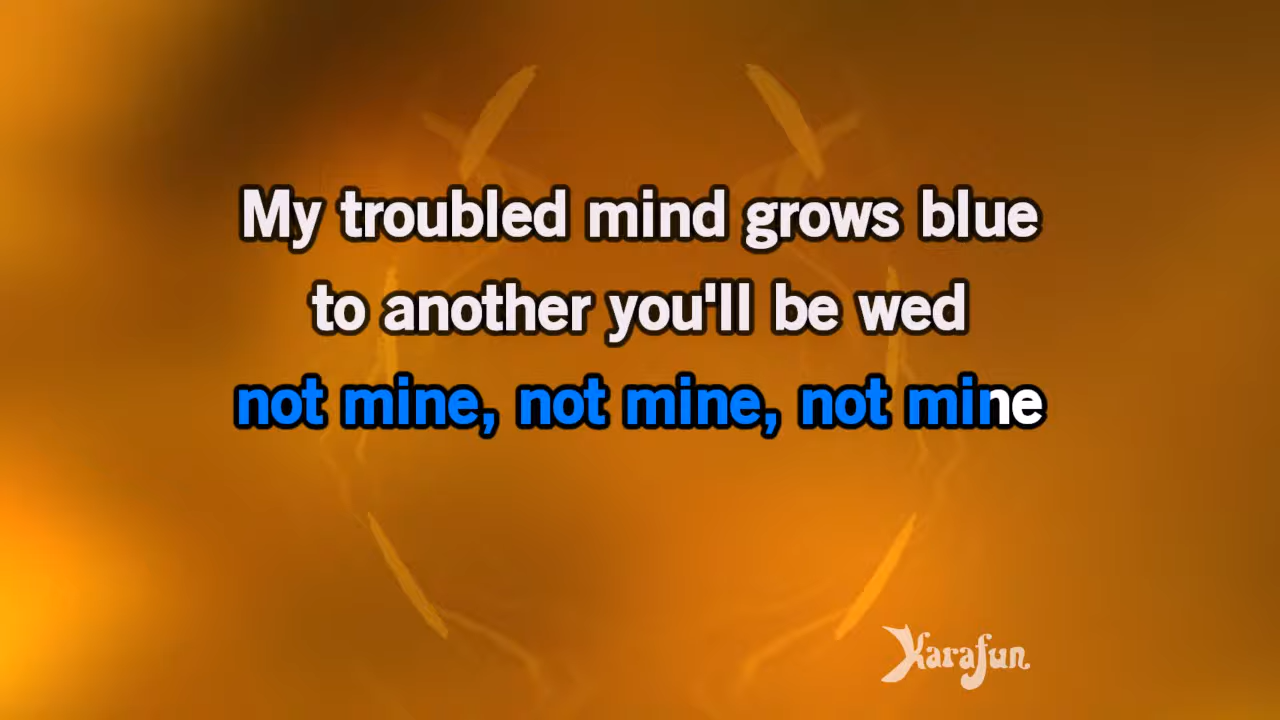 My troubled mind grows blue
to another you'll be wed
not mine, not mine, not mine
Karafun